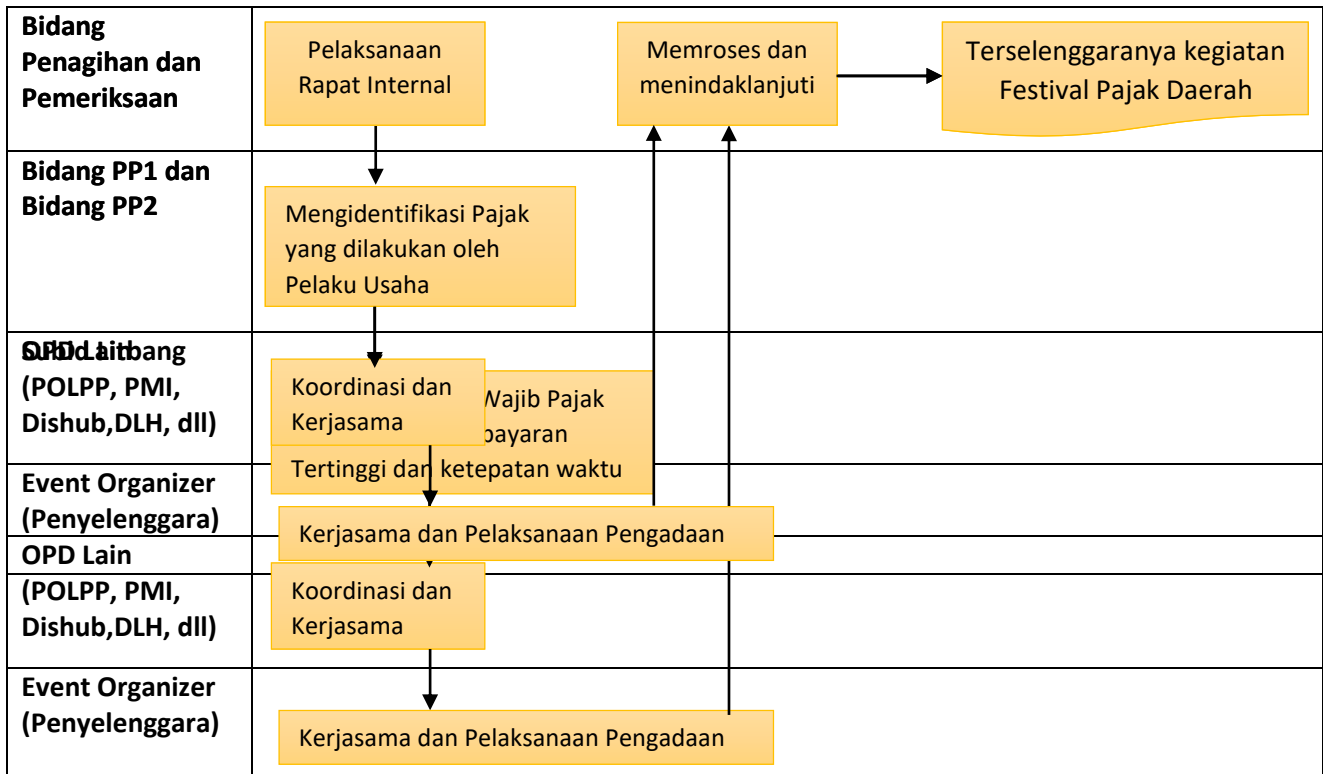 Bidang
Penagihan dan
Pemeriksaan
Pelaksanaan
Rapat Internal
Memroses dan
menindaklanjuti
Terselenggaranya kegiatan
Festival Pajak Daerah
Bidang PP1 dan
Bidang PP2
Mengidentifikasi Pajak
yang dilakukan oleh
Pelaku Usaha
(POLPP, PMI,
Dishub,DLH, dll)
Koordinasi dan
Kerjasama
Wajib Pajak
Tertinggi dan ketepatan waktu
Event Organizer
(Penyelenggara)
Kerjasama dan Pelaksanaan Pengadaan
OPD Lain
(POLPP, PMI,
Dishub,DLH, dll)
Koordinasi dan
Kerjasama
Event Organizer
(Penyelenggara)
Kerjasama dan Pelaksanaan Pengadaan